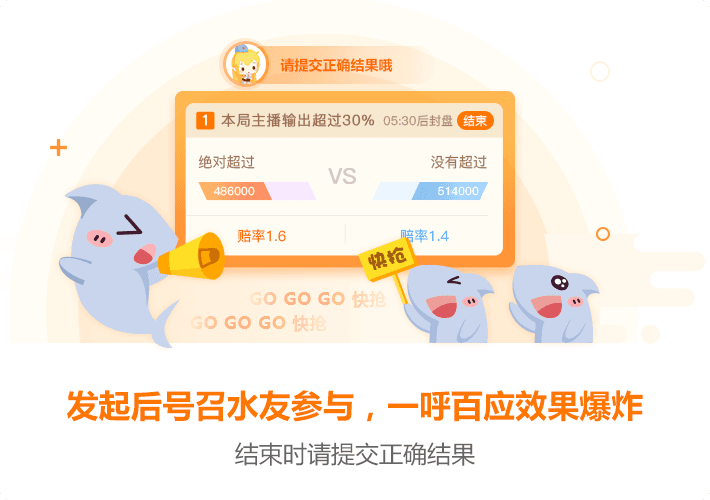 请提交正确结果哦
1 本局主播输出超过30% 05:30后封盘 结束
绝对超过 VS 没有超过
486000 514000
赔率1.6 赔率1.4
快抢
GO GO GO 快抢
GO GO GO 快抢
发起后号召水友参与，一呼百应效果爆炸
结束时请提交正确结果